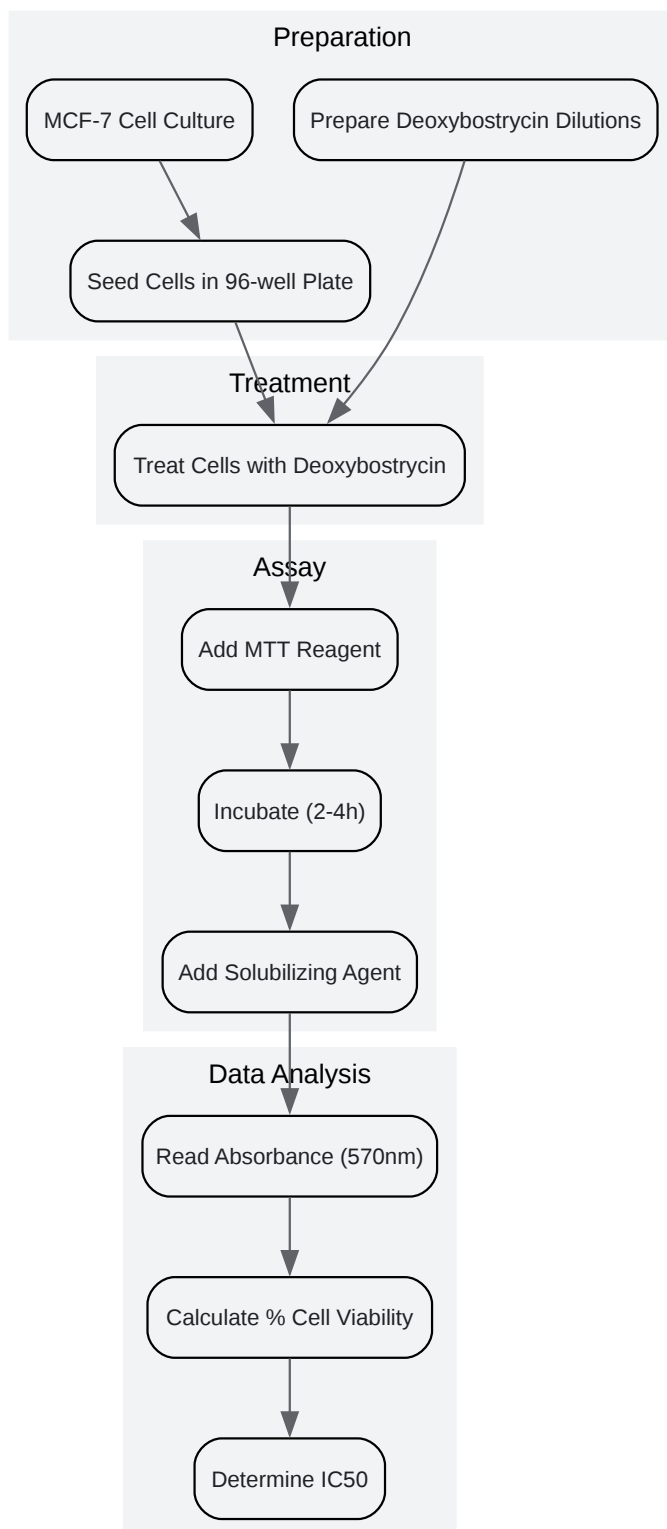 Preparation
MCF-7 Cell Culture
Prepare Deoxybostrycin Dilutions
Seed Cells in 96-well Plate
Treatment
Treat Cells with Deoxybostrycin
Assay
Add MTT Reagent
Incubate (2-4h)
Add Solubilizing Agent
Data Analysis
Read Absorbance (570nm)
Calculate % Cell Viability
Determine IC50